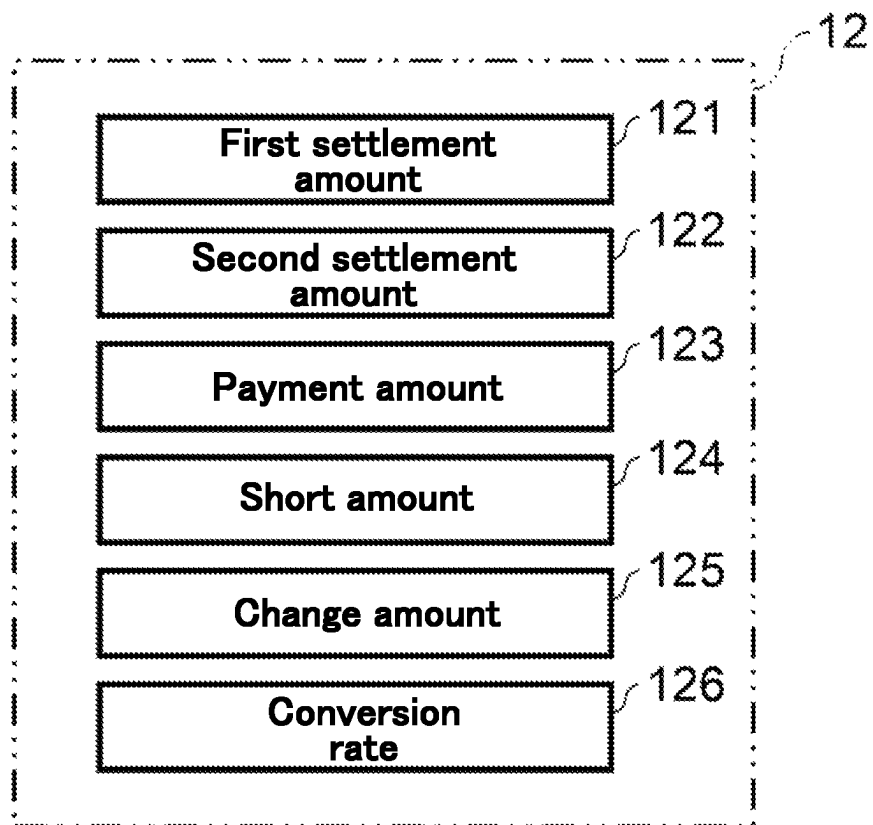 12
First settlement
amount
121
Second settlement
amount
122
Payment amount
123
Short amount
124
Change amount
125
Conversion
rate
126